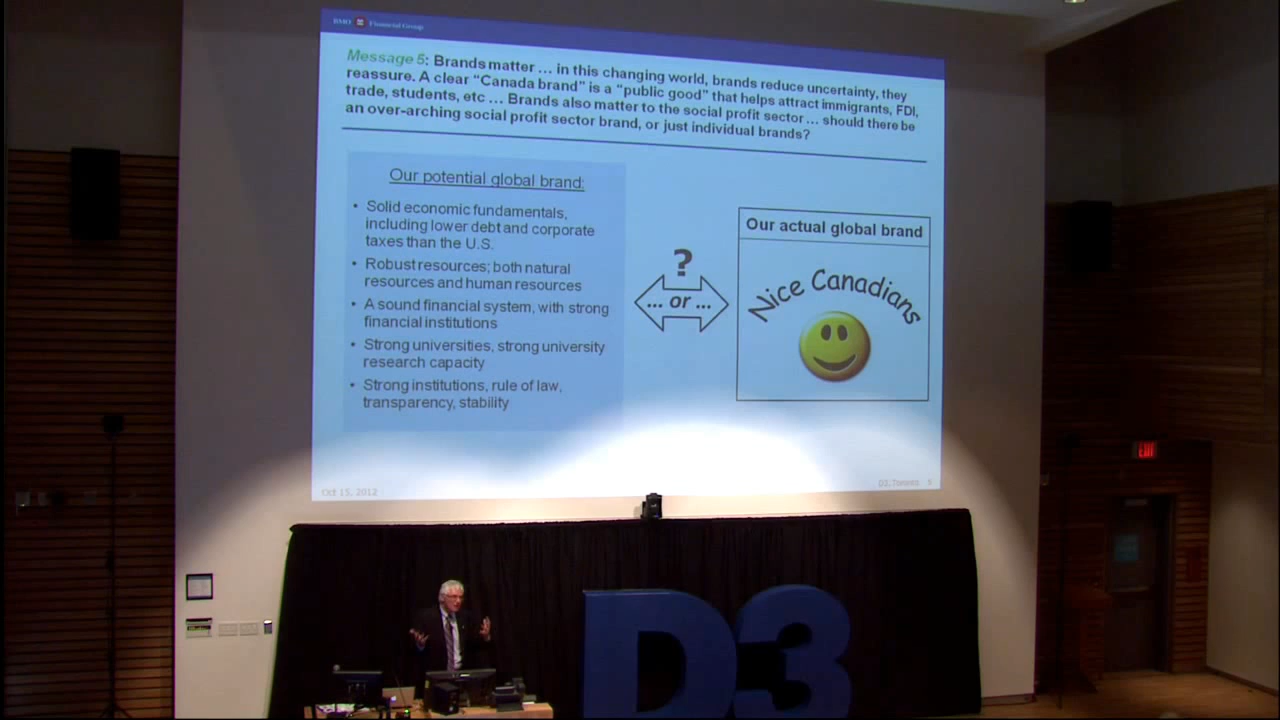 BMO Financial Group
Message 5: Brands matter ... in this changing world, brands reduce uncertainty, they
reassure. A clear “Canada brand” is a “public good” that helps attract immigrants, FDI,
trade, students, etc ... Brands also matter to the social profit sector ... should there be
an over-arching social profit sector brand, or just individual brands?
Our potential global brand:
• Solid economic fundamentals,
including lower debt and corporate
taxes than the U.S.
• Robust resources; both natural
resources and human resources
• A sound financial system, with strong
financial institutions
• Strong universities, strong university
research capacity
• Strong institutions, rule of law,
transparency, stability
?
... or ...
Our actual global brand
Nice Canadians
Oct 15, 2012
Toronto
EXIT
D3